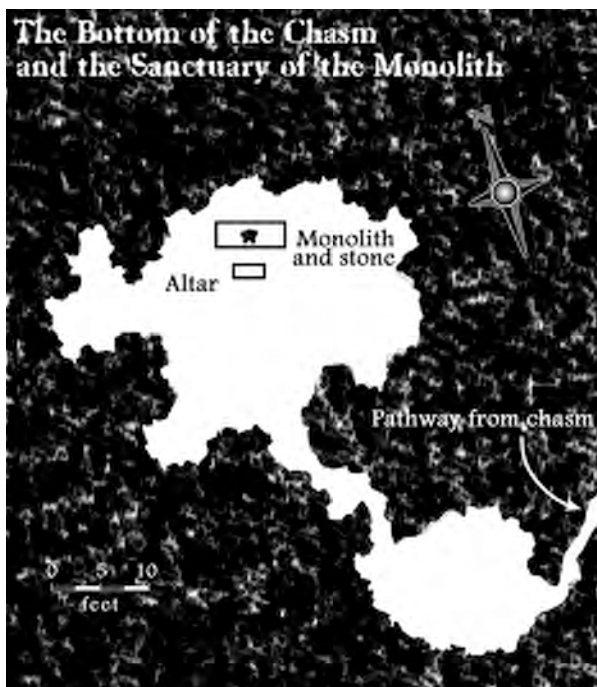 The Bottom of the Chasm
and the Sanctuary of the Monolith
N
Monolith
and stone
Altar
Pathway from chasm
0 5 10
feet